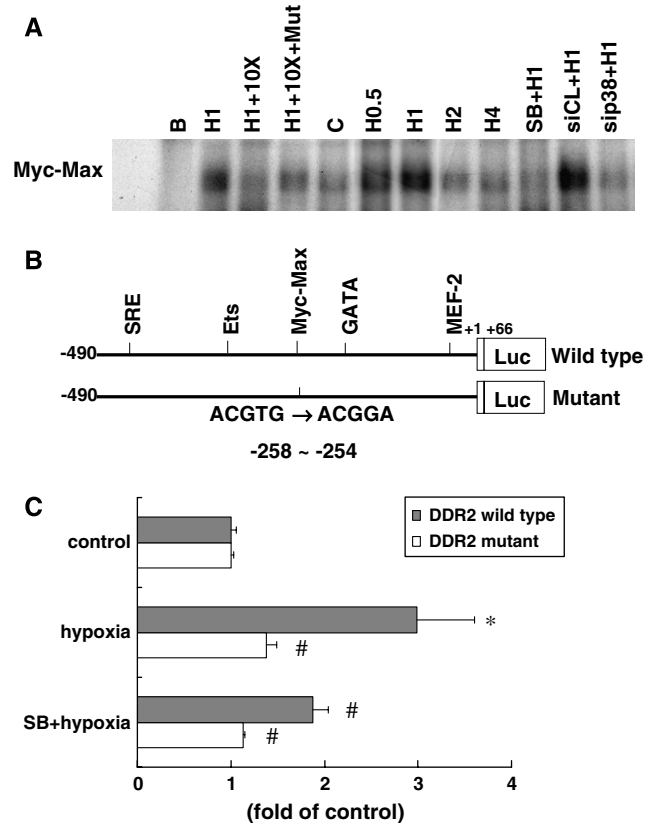 A
B H1 H1+10X H1+10X+Mut C H0.5 H1 H2 H4 SB+H1 siCL+H1 sip38+H1
Myc-Max
B
SRE Ets Myc-Max GATA MEF-2 +1 +66
-490 Luc Wild type
-490 Luc Mutant
ACGTG → ACGGA
-258 ~ -254
C
DDR2 wild type
DDR2 mutant
control
hypoxia *
#
SB+hypoxia #
#
0 1 2 3 4
(fold of control)